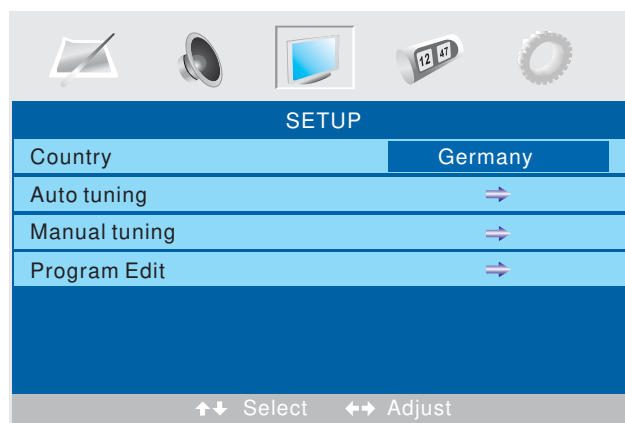 12 47
SETUP
Country Germany
Auto tuning
Manual tuning
Program Edit
Select Adjust